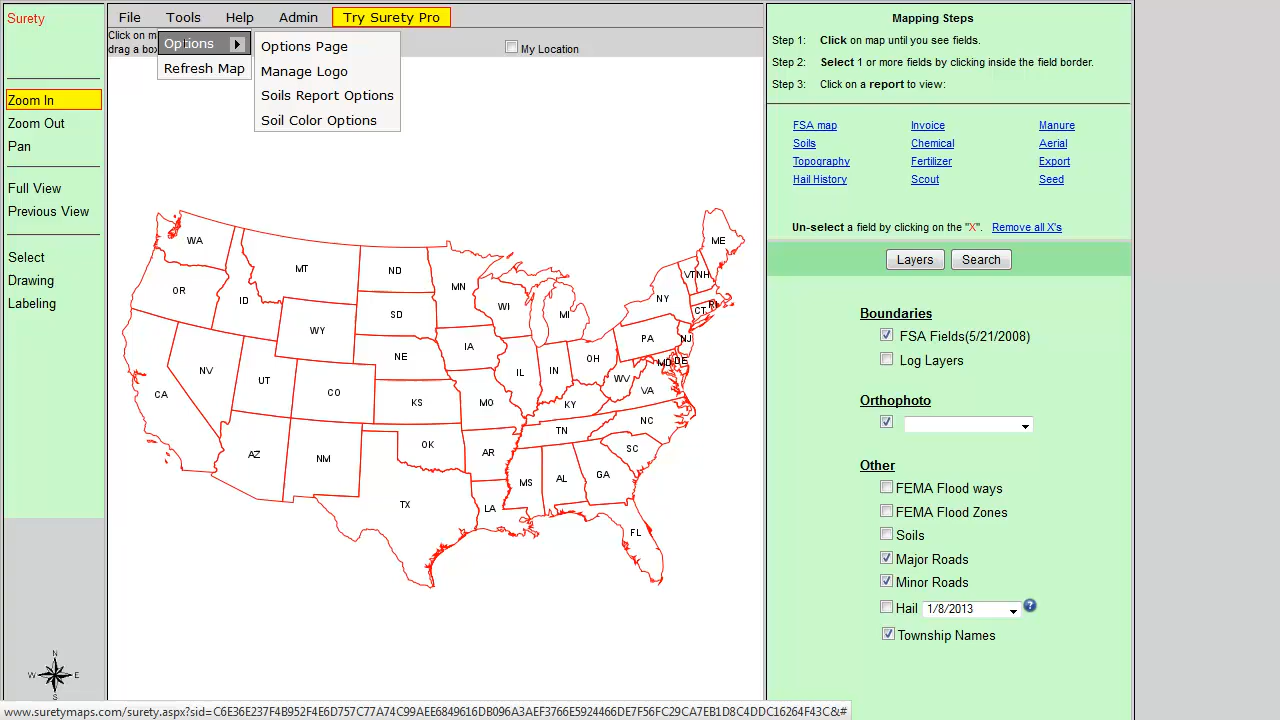 Surety
File Tools Help Admin Try Surety Pro
Click on m
drag a box
Options
Refresh Map
Options Page
Manage Logo
Soils Report Options
Soil Color Options
My Location
Zoom In
Zoom Out
Pan
Full View
Previous View
Select
Drawing
Labeling
N
W E
S
WA
OR
CA
NV
ID
MT
WY
UT
CO
AZ
NM
ND
SD
NE
KS
OK
TX
MN
IA
MO
AR
LA
WI
IL
MI
IN
OH
KY
TN
MS
AL
GA
FL
SC
NC
VA
WV
PA
NY
ME
VT
NH
CT
RI
NJ
MD
DE
Mapping Steps
Step 1: Click on map until you see fields.
Step 2: Select 1 or more fields by clicking inside the field border.
Step 3: Click on a report to view:
FSA map Invoice Manure
Soils Chemical Aerial
Topography Fertilizer Export
Hail History Scout Seed
Un-select a field by clicking on the "X". Remove all X's
Layers Search
Boundaries
FSA Fields(5/21/2008)
Log Layers
Orthophoto
Other
FEMA Flood ways
FEMA Flood Zones
Soils
Major Roads
Minor Roads
Hail 1/8/2013 ?
Township Names
www.suretymaps.com/surety.aspx?sid=C6E36E237F4B952F4E6D757C77A74C99AEE6849616DB096A3AEF3766E5924466DE7F56FC29CA7EB1D8C4DDC16264F43C&#